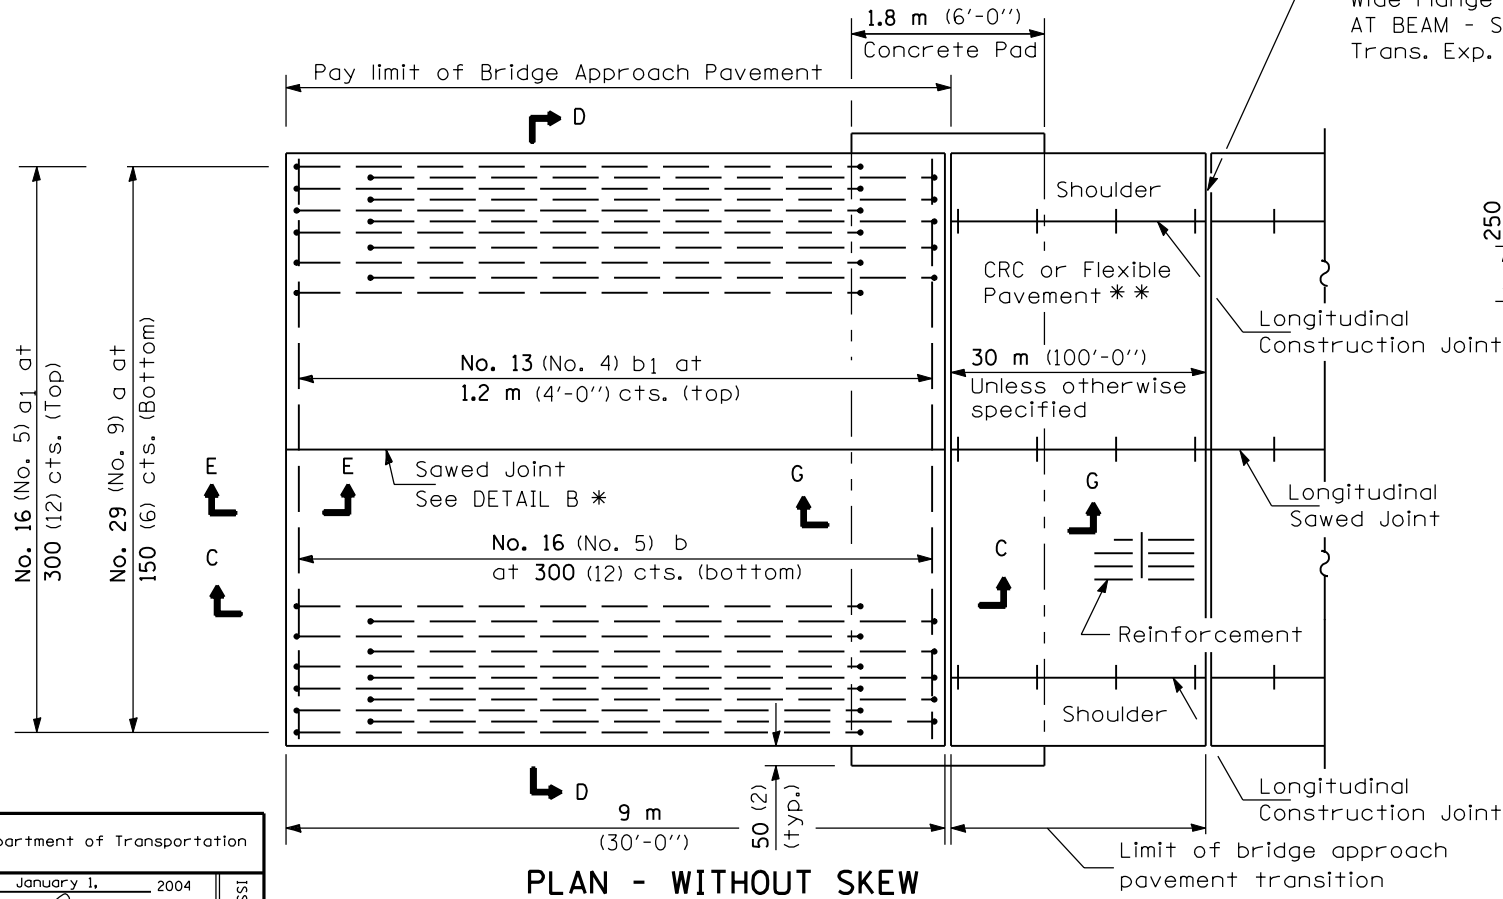 1.8 m (6'-0")
Concrete Pad
Wide Flange
AT BEAM - S
Trans. Exp.
Pay limit of Bridge Approach Pavement
D
Shoulder
250
CRC or Flexible
Pavement * *
Longitudinal
Construction Joint
No. 16 (No. 5) a1 at
300 (12) cts. (Top)
No. 29 (No. 9) a at
150 (6) cts. (Bottom)
No. 13 (No. 4) b1 at
1.2 m (4'-0") cts. (top)
30 m (100'-0")
Unless otherwise
specified
E
E
Sawed Joint
See DETAIL B *
G
G
Longitudinal
Sawed Joint
C
No. 16 (No. 5) b
at 300 (12) cts. (bottom)
C
Reinforcement
Shoulder
D
50 (2)
(typ.)
9 m
(30'-0")
Longitudinal
Construction Joint
Limit of bridge approach
pavement transition
PLAN - WITHOUT SKEW
partment of Transportation
January 1, 2004